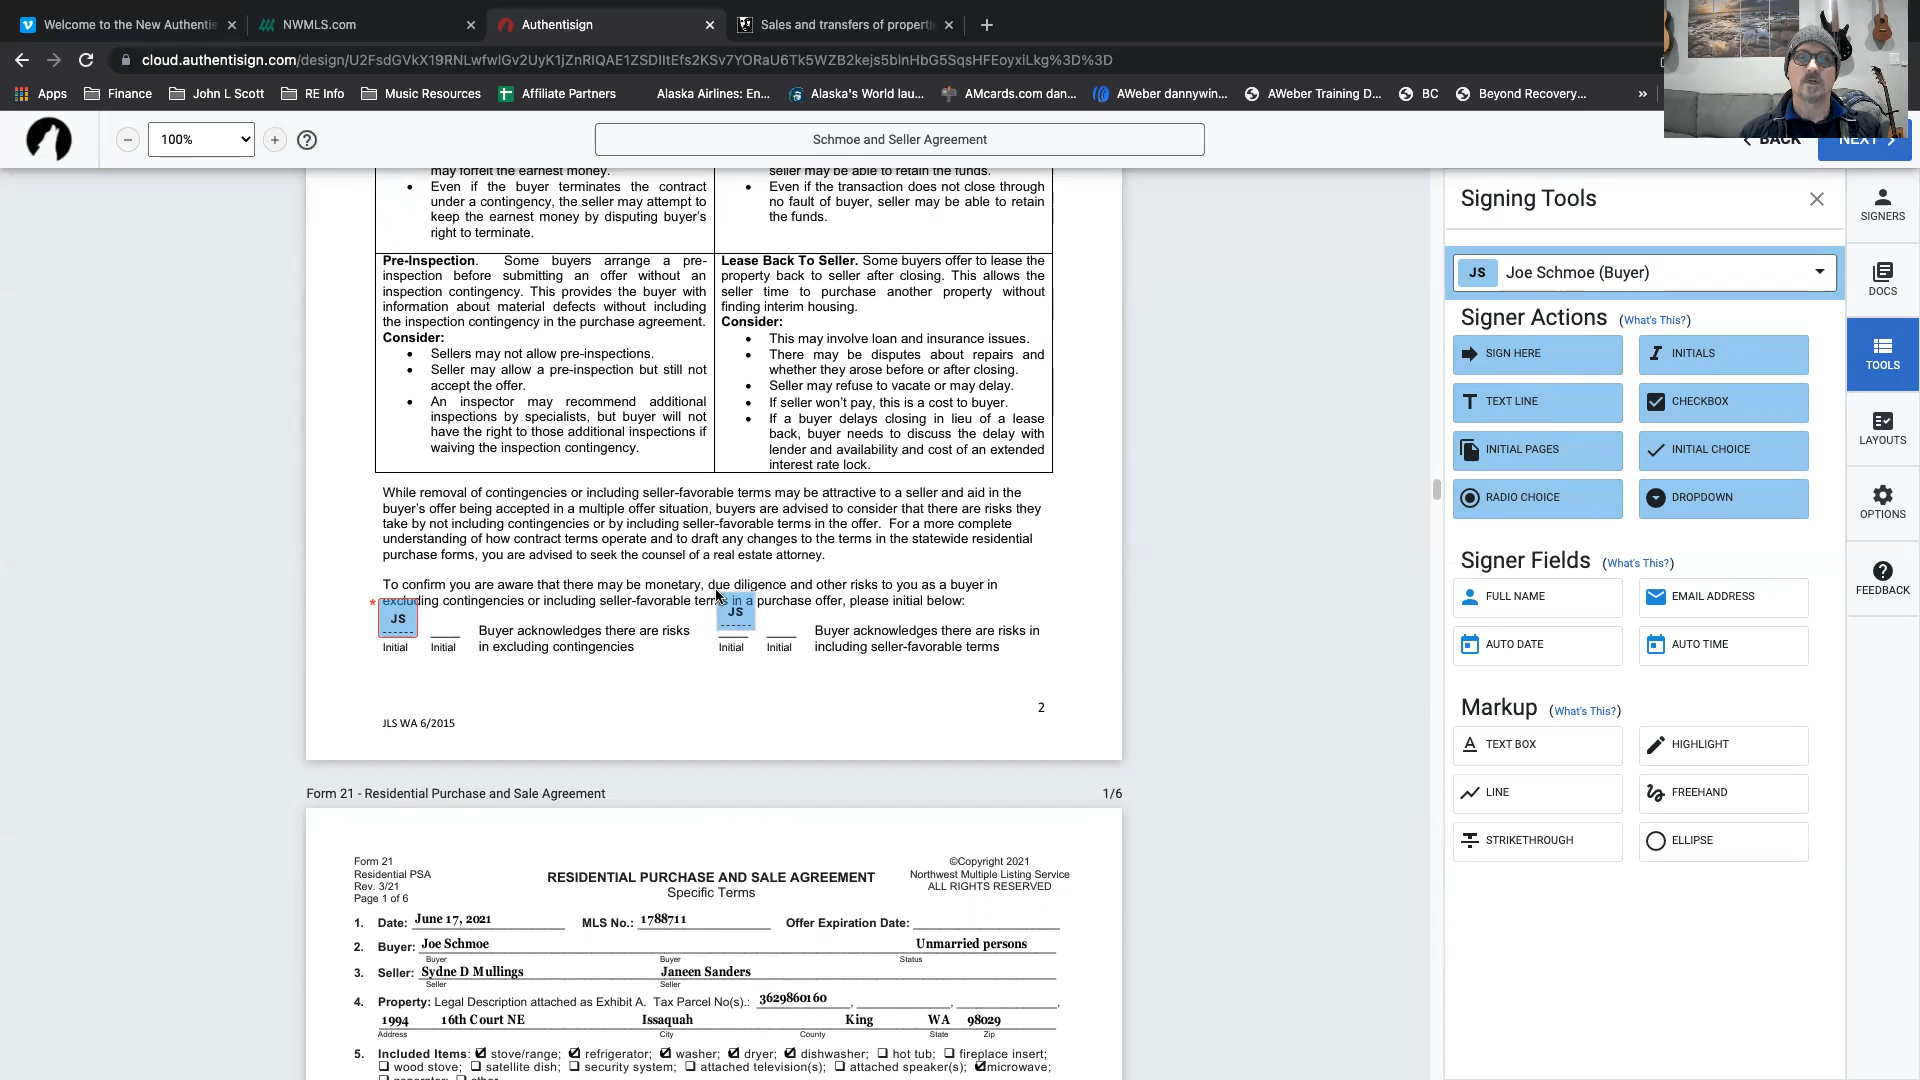 Welcome to the New Authentis
NWMLS.com
Authentisign
Sales and transfers of properti
cloud.authentisign.com/design/U2FsdGVkX19RNLwfwlGv2UyK1jZnRIQAE1ZSDIItEfs2KSv7YORaU6Tk5WZB2kejs5blnHbG5SqsHFEoyxiLkg%3D%3D
Apps
Finance
John L Scott
RE Info
Music Resources
Affiliate Partners
Alaska Airlines: En...
Alaska's World lau...
AMcards.com dan...
AWeber dannywin...
AWeber Training D...
BC
Beyond Recovery...
»
100%
Schmoe and Seller Agreement
BACK
NEXT
may forfeit the earnest money.
Even if the buyer terminates the contract
under a contingency, the seller may attempt to
keep the earnest money by disputing buyer's
right to terminate.
seller may be able to retain the funds.
Even if the transaction does not close through
no fault of buyer, seller may be able to retain
the funds.
Pre-Inspection. Some buyers arrange a pre-
inspection before submitting an offer without an
inspection contingency. This provides the buyer with
information about material defects without including
the inspection contingency in the purchase agreement.
Consider:
Sellers may not allow pre-inspections.
Seller may allow a pre-inspection but still not
accept the offer.
An inspector may recommend additional
inspections by specialists, but buyer will not
have the right to those additional inspections if
waiving the inspection contingency.
Lease Back To Seller. Some buyers offer to lease the
property back to seller after closing. This allows the
seller time to purchase another property without
finding interim housing.
Consider:
This may involve loan and insurance issues.
There may be disputes about repairs and
whether they arose before or after closing.
Seller may refuse to vacate or may delay.
If seller won't pay, this is a cost to buyer.
If a buyer delays closing in lieu of a lease
back, buyer needs to discuss the delay with
lender and availability and cost of an extended
interest rate lock.
While removal of contingencies or including seller-favorable terms may be attractive to a seller and aid in the
buyer's offer being accepted in a multiple offer situation, buyers are advised to consider that there are risks they
take by not including contingencies or by including seller-favorable terms in the offer. For a more complete
understanding of how contract terms operate and to draft any changes to the terms in the statewide residential
purchase forms, you are advised to seek the counsel of a real estate attorney.
To confirm you are aware that there may be monetary, due diligence and other risks to you as a buyer in
* excluding contingencies or including seller-favorable terms in a purchase offer, please initial below:
JS
JS
Buyer acknowledges there are risks
in excluding contingencies
Initial Initial
Buyer acknowledges there are risks in
including seller-favorable terms
Initial Initial
2
JLS WA 6/2015
Form 21 - Residential Purchase and Sale Agreement
1/6
Form 21
Residential PSA
Rev. 3/21
Page 1 of 6
RESIDENTIAL PURCHASE AND SALE AGREEMENT
Specific Terms
©Copyright 2021
Northwest Multiple Listing Service
ALL RIGHTS RESERVED
1. Date: June 17, 2021 MLS No.: 1788711 Offer Expiration Date:
2. Buyer: Joe Schmoe Unmarried persons
Buyer Buyer Status
3. Seller: Sydne D Mullings Janeen Sanders
Seller Seller
4. Property: Legal Description attached as Exhibit A. Tax Parcel No(s).: 3629860160 , , ,
1994 16th Court NE Issaquah King WA 98029
Address City County State Zip
5. Included Items: stove/range; refrigerator; washer; dryer; dishwasher; hot tub; fireplace insert;
wood stove; satellite dish; security system; attached television(s); attached speaker(s); microwave;
Signing Tools
JS Joe Schmoe (Buyer)
Signer Actions (What's This?)
SIGN HERE
INITIALS
TEXT LINE
CHECKBOX
INITIAL PAGES
INITIAL CHOICE
RADIO CHOICE
DROPDOWN
Signer Fields (What's This?)
FULL NAME
EMAIL ADDRESS
AUTO DATE
AUTO TIME
Markup (What's This?)
TEXT BOX
HIGHLIGHT
LINE
FREEHAND
STRIKETHROUGH
ELLIPSE
SIGNERS
DOCS
TOOLS
LAYOUTS
OPTIONS
FEEDBACK